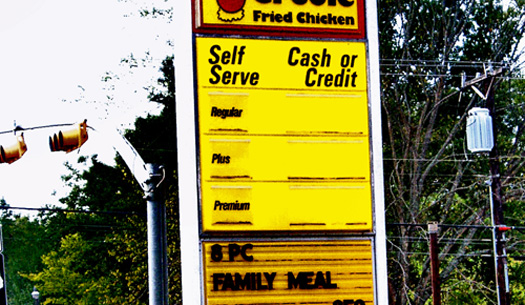 Fried Chicken
Self Serve
Cash or Credit
Regular
Plus
Premium
8 PC
FAMILY MEAL